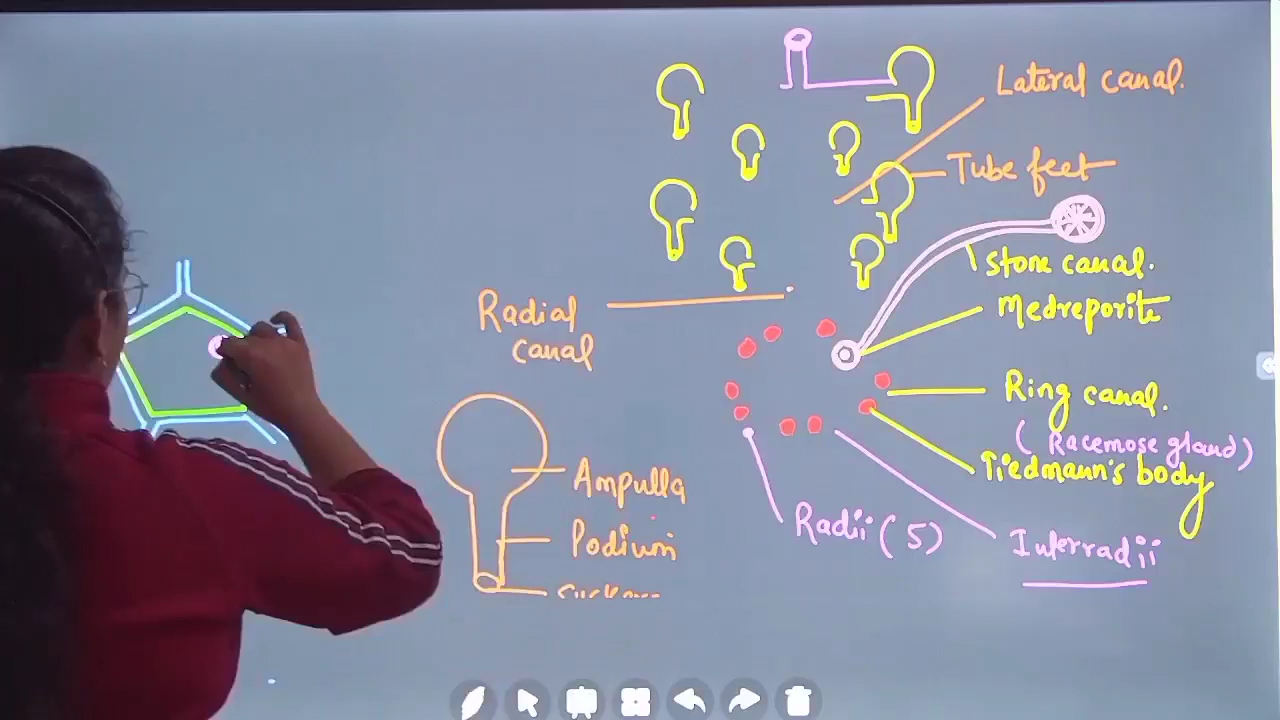 Lateral canal.
Tube feet
Stone canal.
Medreporite
Radial
canal
Ring canal.
(Racemose gland)
Tiedmann's body
Ampulla
Podium
Radii (5)
Interradii